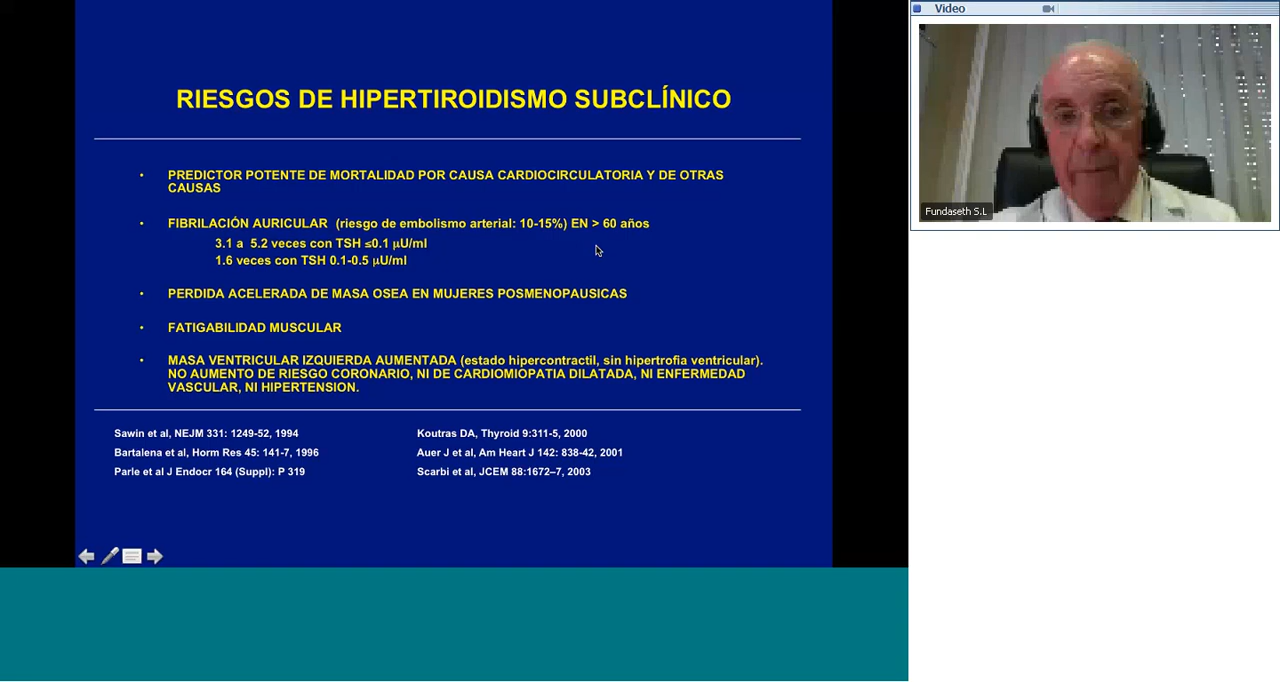 RIESGOS DE HIPERTIROIDISMO SUBCLÍNICO
• PREDICTOR POTENTE DE MORTALIDAD POR CAUSA CARDIOCIRCULATORIA Y DE OTRAS
CAUSAS
• FIBRILACIÓN AURICULAR (riesgo de embolismo arterial: 10-15%) EN > 60 años
3.1 a 5.2 veces con TSH ≤0.1 µU/ml
1.6 veces con TSH 0.1-0.5 µU/ml
• PERDIDA ACELERADA DE MASA OSEA EN MUJERES POSMENOPAUSICAS
• FATIGABILIDAD MUSCULAR
• MASA VENTRICULAR IZQUIERDA AUMENTADA (estado hipercontractil, sin hipertrofia ventricular).
NO AUMENTO DE RIESGO CORONARIO, NI DE CARDIOMIOPATIA DILATADA, NI ENFERMEDAD
VASCULAR, NI HIPERTENSION.
Sawin et al, NEJM 331: 1249-52, 1994
Bartalena et al, Horm Res 45: 141-7, 1996
Parle et al J Endocr 164 (Suppl): P 319
Koutras DA, Thyroid 9:311-5, 2000
Auer J et al, Am Heart J 142: 838-42, 2001
Scarbi et al, JCEM 88:1672–7, 2003
Video
Fundaseth S.L